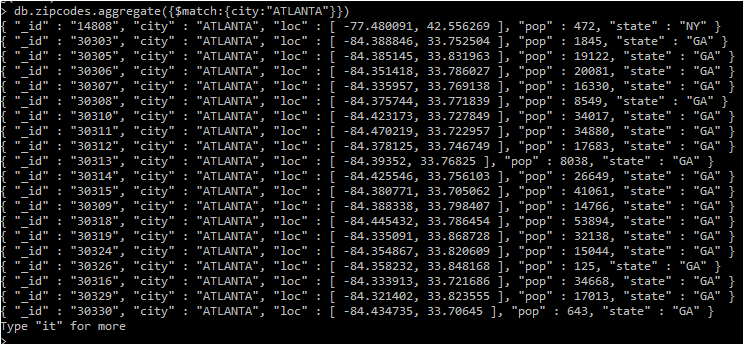 > db.zipcodes.aggregate({$match:{city:"ATLANTA"}})
{ "_id" : "14808", "city" : "ATLANTA", "loc" : [ -77.480091, 42.556269 ], "pop" : 472, "state" : "NY" }
{ "_id" : "30303", "city" : "ATLANTA", "loc" : [ -84.388846, 33.752504 ], "pop" : 1845, "state" : "GA" }
{ "_id" : "30305", "city" : "ATLANTA", "loc" : [ -84.385145, 33.831963 ], "pop" : 19122, "state" : "GA" }
{ "_id" : "30306", "city" : "ATLANTA", "loc" : [ -84.351418, 33.786027 ], "pop" : 20081, "state" : "GA" }
{ "_id" : "30307", "city" : "ATLANTA", "loc" : [ -84.335957, 33.769138 ], "pop" : 16330, "state" : "GA" }
{ "_id" : "30308", "city" : "ATLANTA", "loc" : [ -84.375744, 33.771839 ], "pop" : 8549, "state" : "GA" }
{ "_id" : "30310", "city" : "ATLANTA", "loc" : [ -84.423173, 33.727849 ], "pop" : 34017, "state" : "GA" }
{ "_id" : "30311", "city" : "ATLANTA", "loc" : [ -84.470219, 33.722957 ], "pop" : 34880, "state" : "GA" }
{ "_id" : "30312", "city" : "ATLANTA", "loc" : [ -84.378125, 33.746749 ], "pop" : 17683, "state" : "GA" }
{ "_id" : "30313", "city" : "ATLANTA", "loc" : [ -84.39352, 33.76825 ], "pop" : 8038, "state" : "GA" }
{ "_id" : "30314", "city" : "ATLANTA", "loc" : [ -84.425546, 33.756103 ], "pop" : 26649, "state" : "GA" }
{ "_id" : "30315", "city" : "ATLANTA", "loc" : [ -84.380771, 33.705062 ], "pop" : 41061, "state" : "GA" }
{ "_id" : "30309", "city" : "ATLANTA", "loc" : [ -84.388338, 33.798407 ], "pop" : 14766, "state" : "GA" }
{ "_id" : "30318", "city" : "ATLANTA", "loc" : [ -84.445432, 33.786454 ], "pop" : 53894, "state" : "GA" }
{ "_id" : "30319", "city" : "ATLANTA", "loc" : [ -84.335091, 33.868728 ], "pop" : 32138, "state" : "GA" }
{ "_id" : "30324", "city" : "ATLANTA", "loc" : [ -84.354867, 33.820609 ], "pop" : 15044, "state" : "GA" }
{ "_id" : "30326", "city" : "ATLANTA", "loc" : [ -84.358232, 33.848168 ], "pop" : 125, "state" : "GA" }
{ "_id" : "30316", "city" : "ATLANTA", "loc" : [ -84.333913, 33.721686 ], "pop" : 34668, "state" : "GA" }
{ "_id" : "30329", "city" : "ATLANTA", "loc" : [ -84.321402, 33.823555 ], "pop" : 17013, "state" : "GA" }
{ "_id" : "30330", "city" : "ATLANTA", "loc" : [ -84.434735, 33.70645 ], "pop" : 643, "state" : "GA" }
Type "it" for more
>